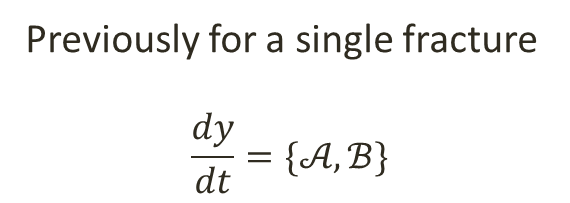 Previously for a single fracture
dy/dt = {𝒜, ℬ}